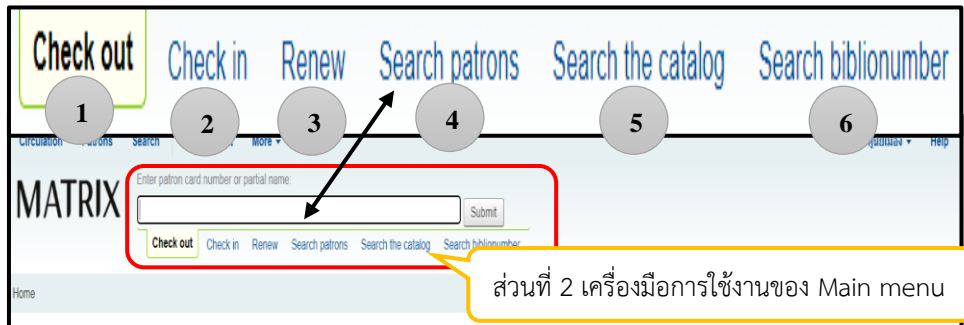 Check out Check in Renew Search patrons Search the catalog Search biblionumber
1 2 3 4 5 6
Circulation Patrons Search More Help
MATRIX
Enter patron card number or partial name:
Submit
Check out Check in Renew Search patrons Search the catalog Search biblionumber
ส่วนที่ 2 เครื่องมือการใช้งานของ Main menu
Home